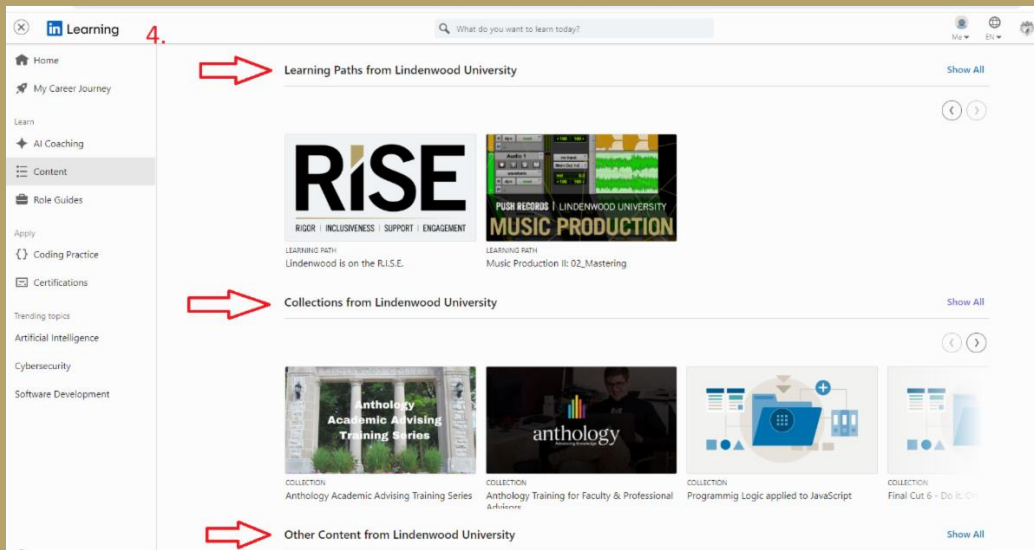 in Learning
4.
What do you want to learn today?
Me
EN
Home
My Career Journey
Learn
AI Coaching
Content
Role Guides
Apply
Coding Practice
Certifications
Trending topics
Artificial Intelligence
Cybersecurity
Software Development
Learning Paths from Lindenwood University
Show All
RISE
RIGOR | INCLUSIVENESS | SUPPORT | ENGAGEMENT
LEARNING PATH
Lindenwood is on the R.I.S.E.
Audio 1
PUSH RECORDS | LINDENWOOD UNIVERSITY
MUSIC PRODUCTION
LEARNING PATH
Music Production II: 02_Mastering
Collections from Lindenwood University
Show All
Anthology
Academic Advising
Training Series
COLLECTION
Anthology Academic Advising Training Series
anthology
COLLECTION
Anthology Training for Faculty & Professional
Advisors
COLLECTION
Programmig Logic applied to JavaScript
COLLECTION
Final Cut 6 - Do It.
Other Content from Lindenwood University
Show All